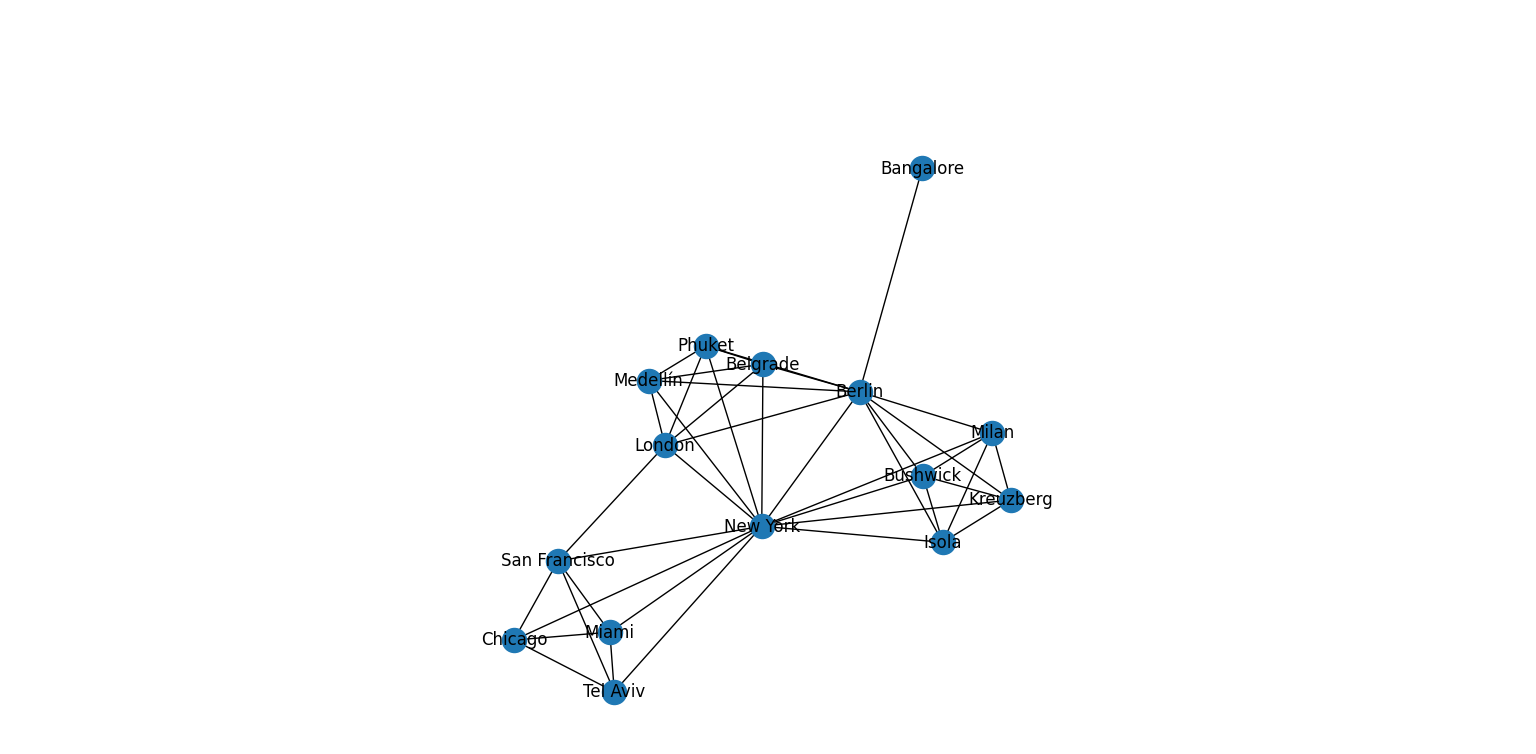 Bangalore
Phuket
Belgrade
Medellín
Berlin
Milan
London
Bushwick
Kreuzberg
New York
Isola
San Francisco
Miami
Chicago
Tel Aviv